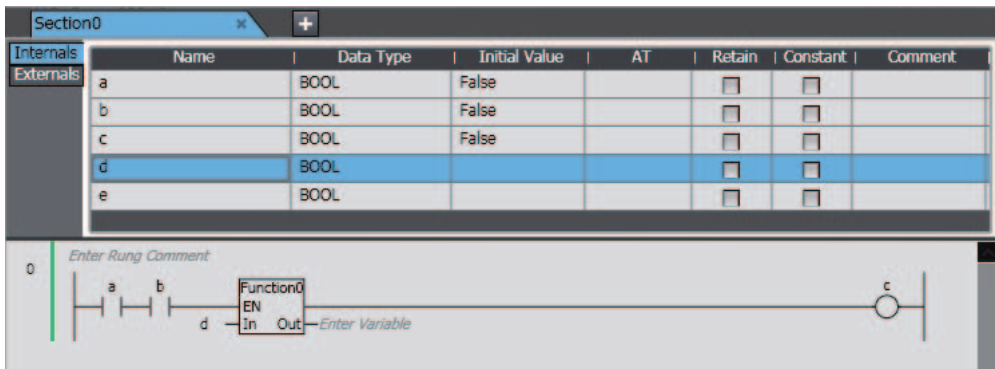 Section0 × +
Internals
Externals
Name Data Type Initial Value AT Retain Constant Comment
a BOOL False
b BOOL False
c BOOL False
d BOOL
e BOOL
0 Enter Rung Comment
a b Function0 c
EN
d In Out Enter Variable